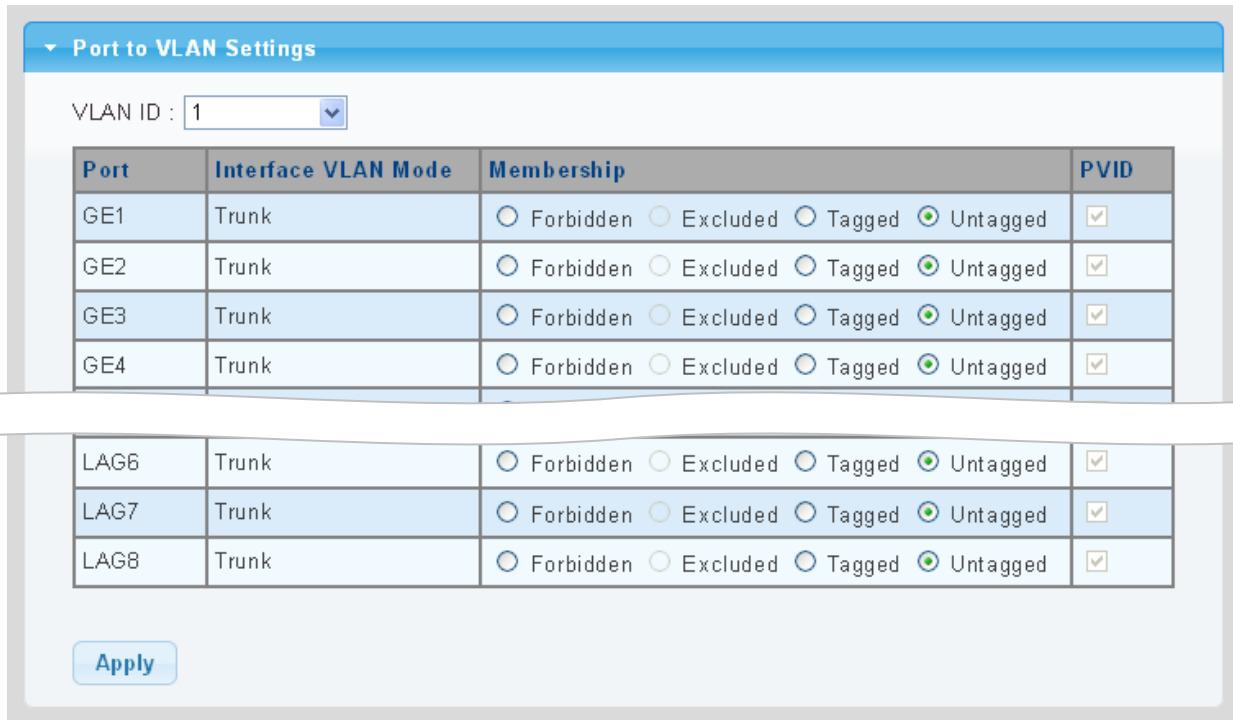 Port to VLAN Settings
VLAN ID : 1
Port Interface VLAN Mode Membership PVID
GE1 Trunk Forbidden Excluded Tagged Untagged
GE2 Trunk Forbidden Excluded Tagged Untagged
GE3 Trunk Forbidden Excluded Tagged Untagged
GE4 Trunk Forbidden Excluded Tagged Untagged
LAG6 Trunk Forbidden Excluded Tagged Untagged
LAG7 Trunk Forbidden Excluded Tagged Untagged
LAG8 Trunk Forbidden Excluded Tagged Untagged
Apply